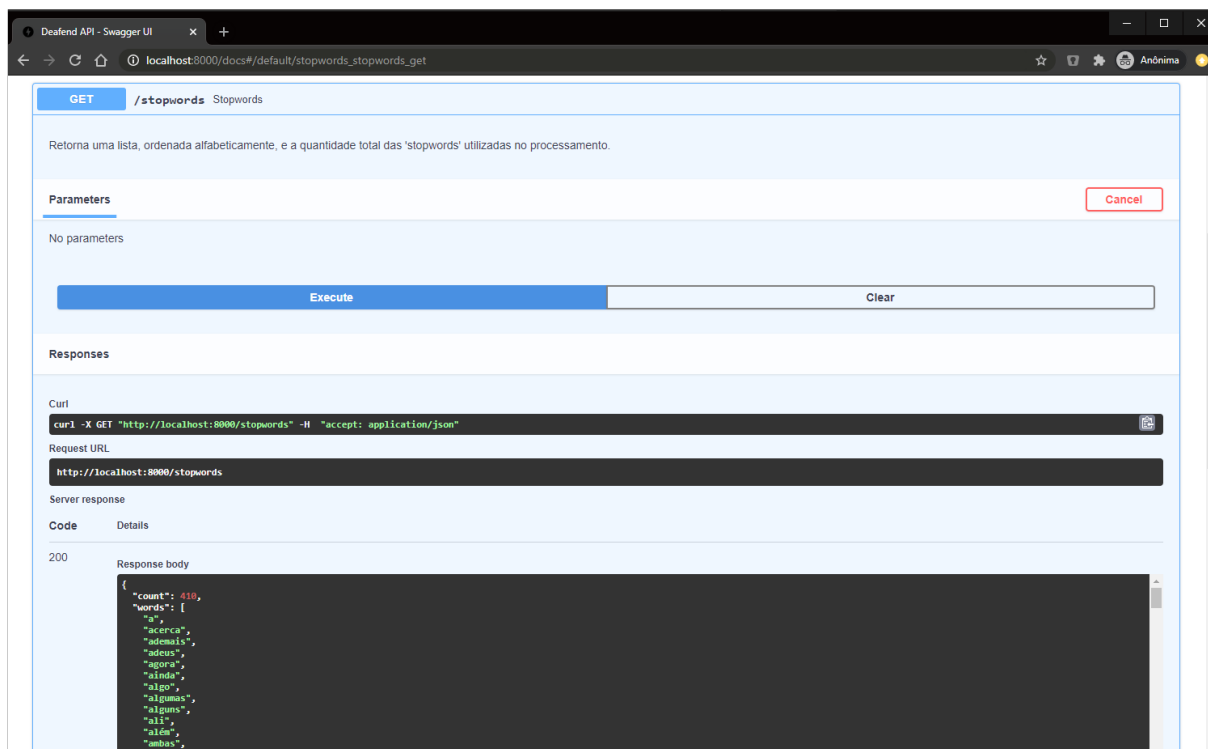 Deafend API - Swagger UI
localhost:8000/docs#/default/stopwords_stopwords_get
Anônima
GET /stopwords Stopwords
Retorna uma lista, ordenada alfabeticamente, e a quantidade total das 'stopwords' utilizadas no processamento.
Parameters
Cancel
No parameters
Execute
Clear
Responses
Curl
curl -X GET "http://localhost:8000/stopwords" -H  "accept: application/json"
Request URL
http://localhost:8000/stopwords
Server response
Code Details
200
Response body
{
"count": 410,
"words": [
"a",
"acerca",
"ademais",
"adeus",
"agora",
"ainda",
"algo",
"algumas",
"alguns",
"ali",
"além",
"ambas",